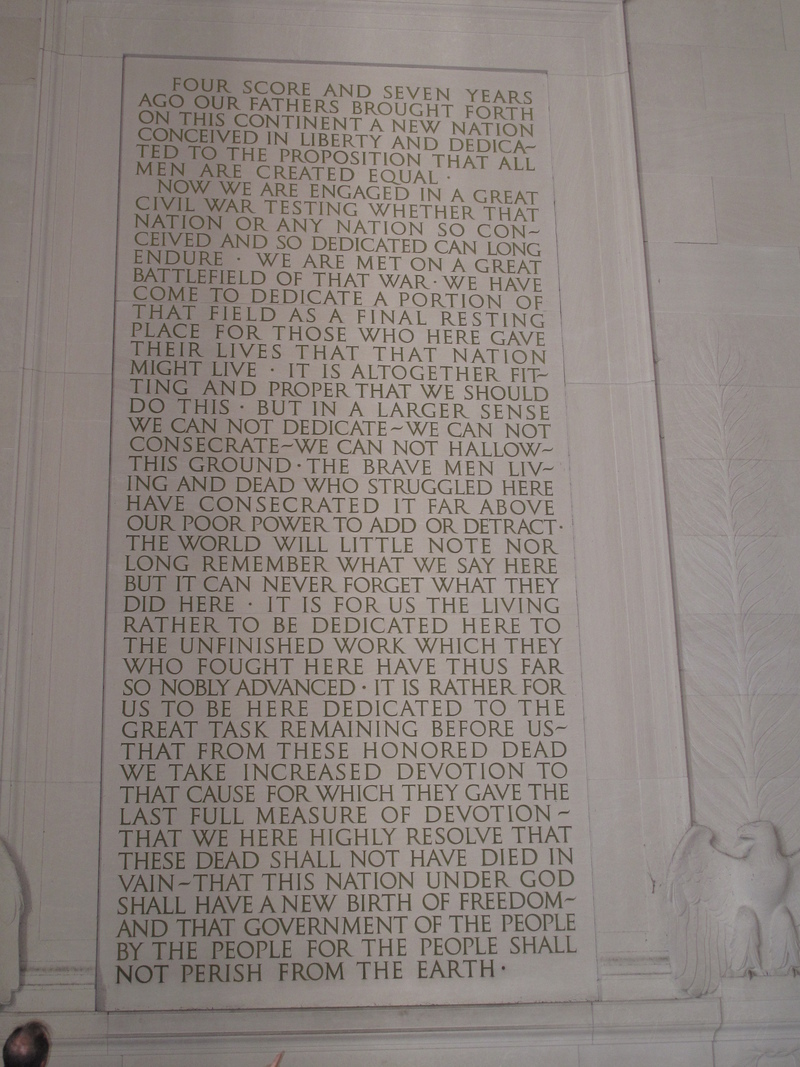 FOUR SCORE AND SEVEN YEARS
AGO OUR FATHERS BROUGHT FORTH
ON THIS CONTINENT A NEW NATION
CONCEIVED IN LIBERTY AND DEDICA~
TED TO THE PROPOSITION THAT ALL
MEN ARE CREATED EQUAL ·
NOW WE ARE ENGAGED IN A GREAT
CIVIL WAR TESTING WHETHER THAT
NATION OR ANY NATION SO CON~
CEIVED AND SO DEDICATED CAN LONG
ENDURE · WE ARE MET ON A GREAT
BATTLEFIELD OF THAT WAR · WE HAVE
COME TO DEDICATE A PORTION OF
THAT FIELD AS A FINAL RESTING
PLACE FOR THOSE WHO HERE GAVE
THEIR LIVES THAT THAT NATION
MIGHT LIVE · IT IS ALTOGETHER FIT~
TING AND PROPER THAT WE SHOULD
DO THIS · BUT IN A LARGER SENSE
WE CAN NOT DEDICATE~WE CAN NOT
CONSECRATE~WE CAN NOT HALLOW~
THIS GROUND · THE BRAVE MEN LIV~
ING AND DEAD WHO STRUGGLED HERE
HAVE CONSECRATED IT FAR ABOVE
OUR POOR POWER TO ADD OR DETRACT ·
THE WORLD WILL LITTLE NOTE NOR
LONG REMEMBER WHAT WE SAY HERE
BUT IT CAN NEVER FORGET WHAT THEY
DID HERE · IT IS FOR US THE LIVING
RATHER TO BE DEDICATED HERE TO
THE UNFINISHED WORK WHICH THEY
WHO FOUGHT HERE HAVE THUS FAR
SO NOBLY ADVANCED · IT IS RATHER FOR
US TO BE HERE DEDICATED TO THE
GREAT TASK REMAINING BEFORE US~
THAT FROM THESE HONORED DEAD
WE TAKE INCREASED DEVOTION TO
THAT CAUSE FOR WHICH THEY GAVE THE
LAST FULL MEASURE OF DEVOTION ~
THAT WE HERE HIGHLY RESOLVE THAT
THESE DEAD SHALL NOT HAVE DIED IN
VAIN~THAT THIS NATION UNDER GOD
SHALL HAVE A NEW BIRTH OF FREEDOM~
AND THAT GOVERNMENT OF THE PEOPLE
BY THE PEOPLE FOR THE PEOPLE SHALL
NOT PERISH FROM THE EARTH ·